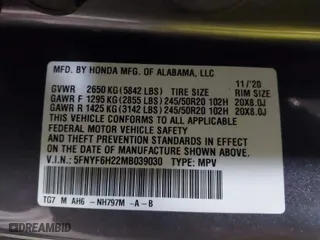 MFD. BY HONDA MFG. OF ALABAMA, LLC
11/'20
GVWR 2650 KG (5842 LBS) TIRE SIZE RIM SIZE
GAWR F 1295 KG (2855 LBS) 245/50R20 102H 20X8.0J
GAWR R 1425 KG (3142 LBS) 245/50R20 102H 20X8.0J
THIS VEHICLE CONFORMS TO ALL APPLICABLE
FEDERAL MOTOR VEHICLE SAFETY
AND THEFT PREVENTION STANDARDS
IN EFFECT ON THE DATE OF MANUFACTURE
SHOWN ABOVE.
V.I.N: 5FNYF6H22MB039030 TYPE: MPV
TG7 M AH6 -NH797M -A-B